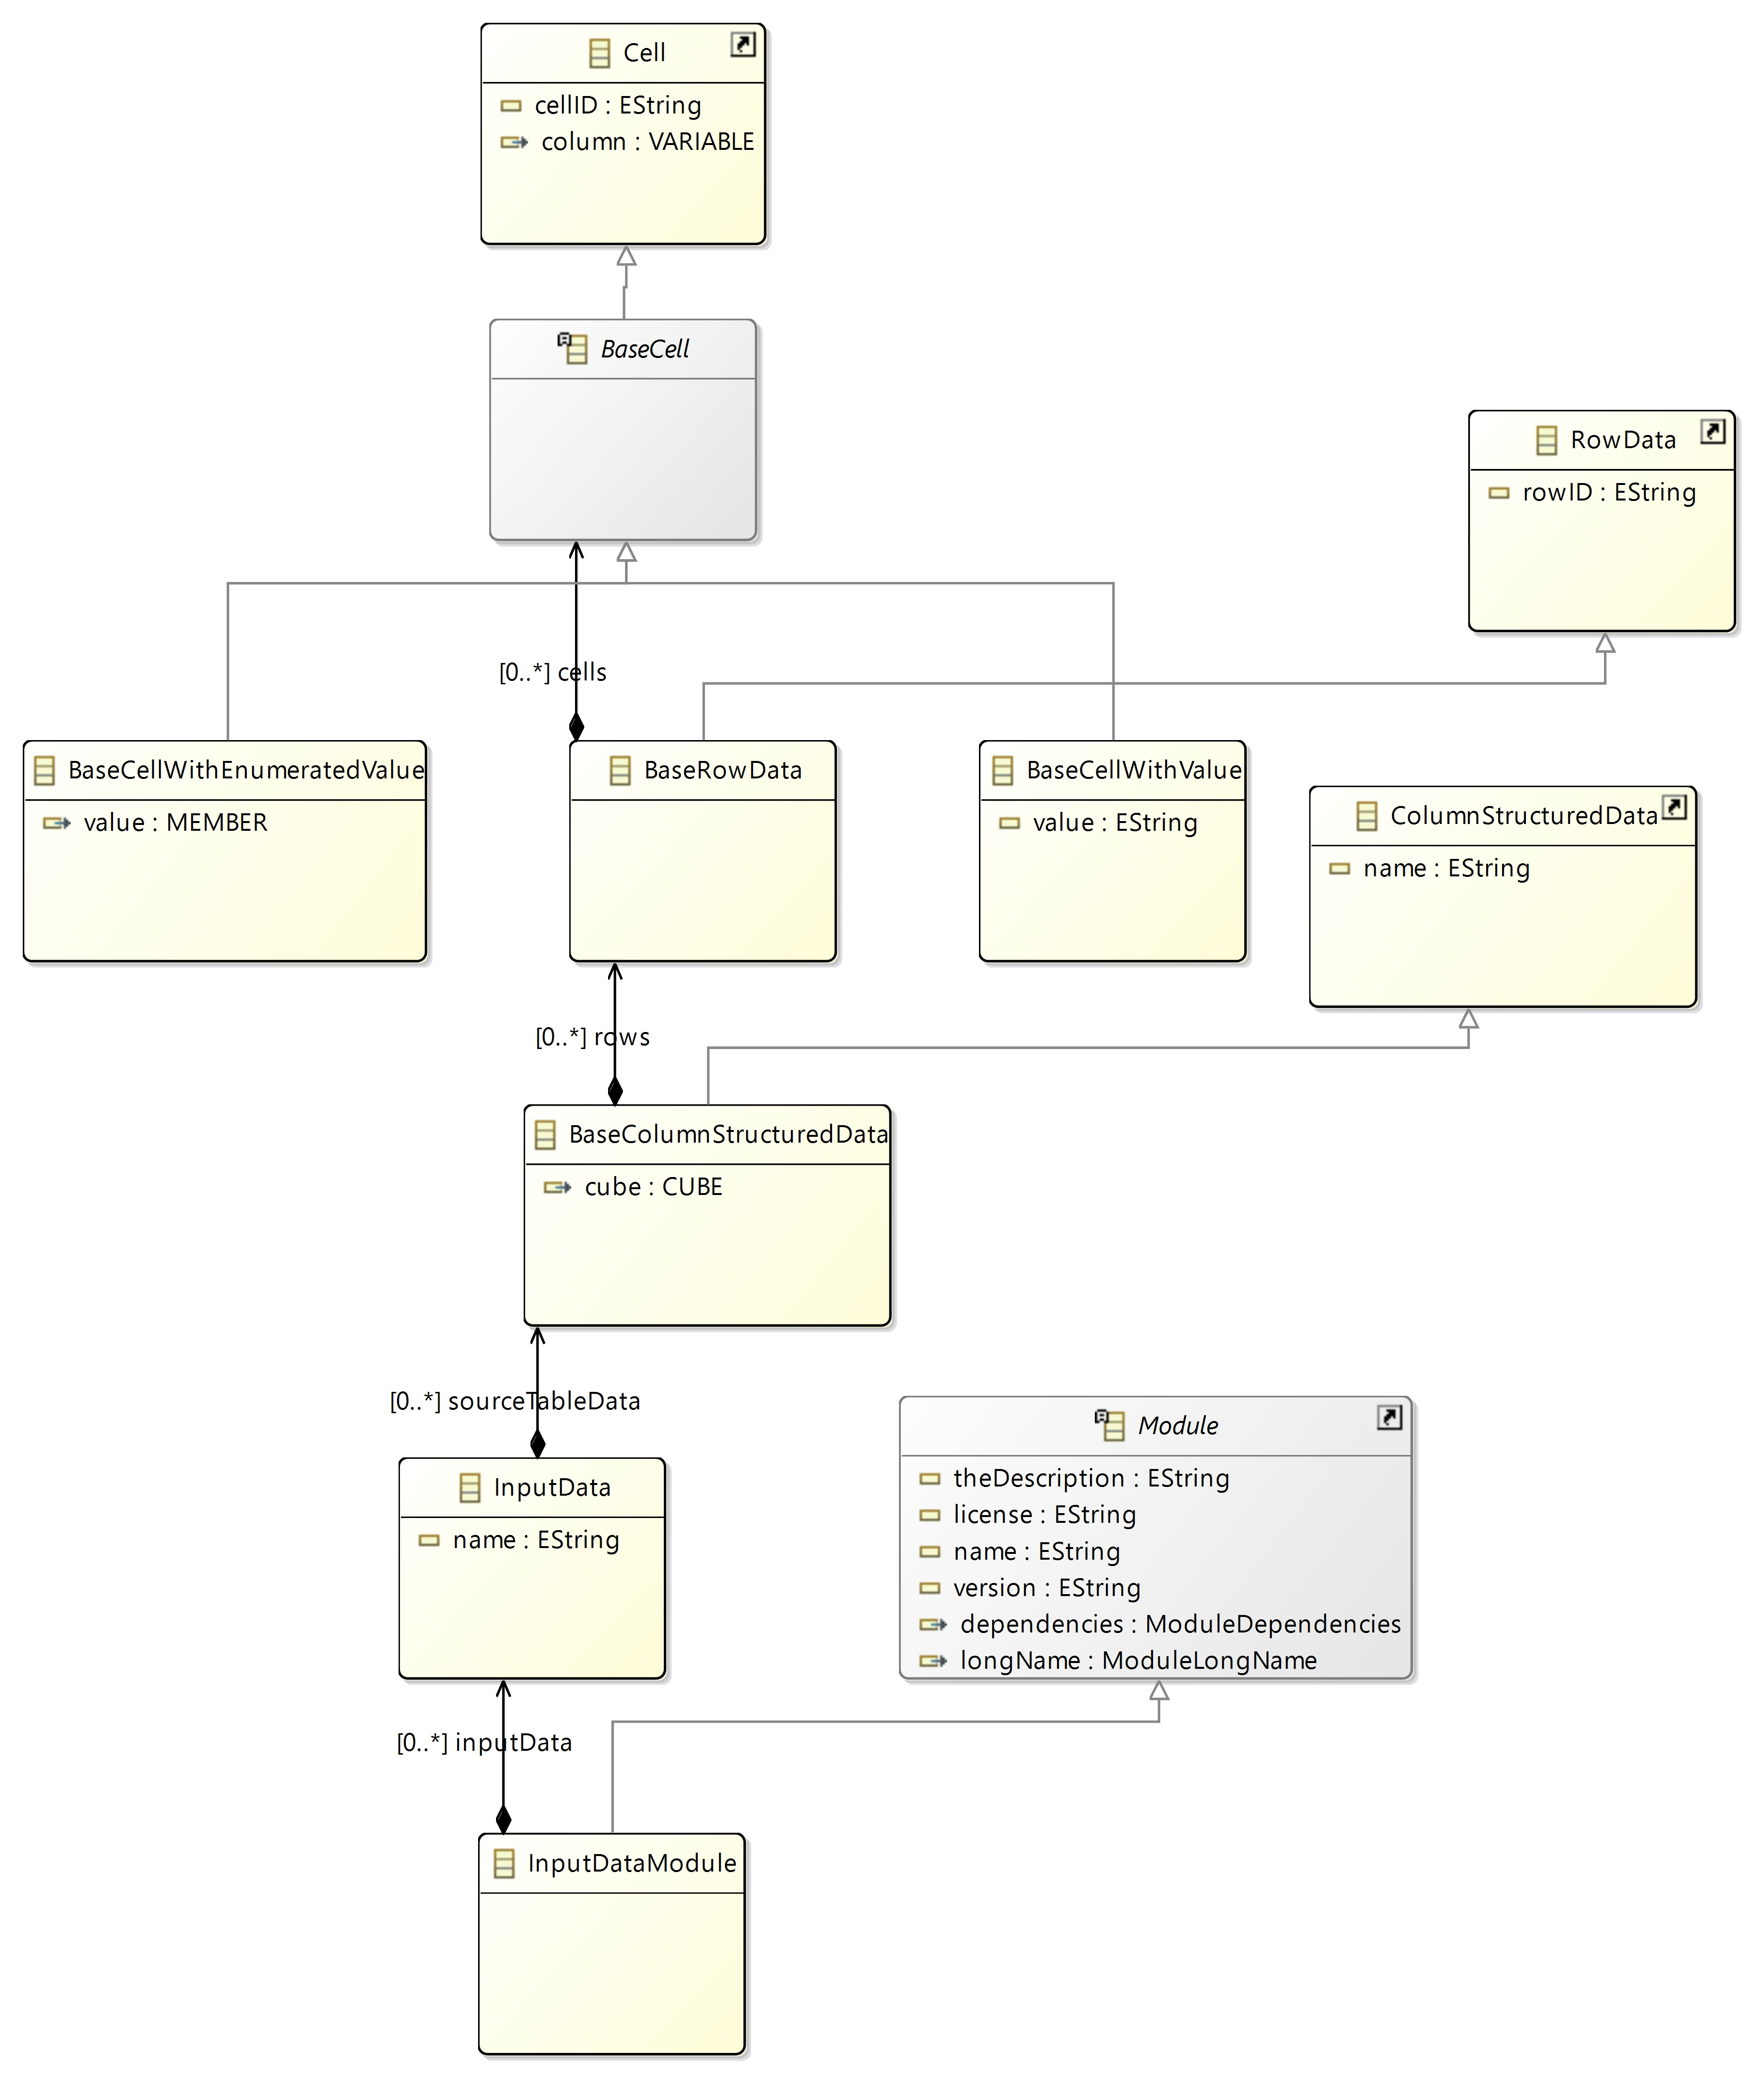 Cell
cellID : EString
column : VARIABLE
BaseCell
RowData
rowID : EString
[0..*] cells
BaseCellWithEnumeratedValue
value : MEMBER
BaseRowData
BaseCellWithValue
value : EString
ColumnStructuredData
name : EString
[0..*] rows
BaseColumnStructuredData
cube : CUBE
[0..*] sourceTableData
Module
theDescription : EString
license : EString
name : EString
version : EString
dependencies : ModuleDependencies
longName : ModuleLongName
InputData
name : EString
[0..*] inputData
InputDataModule